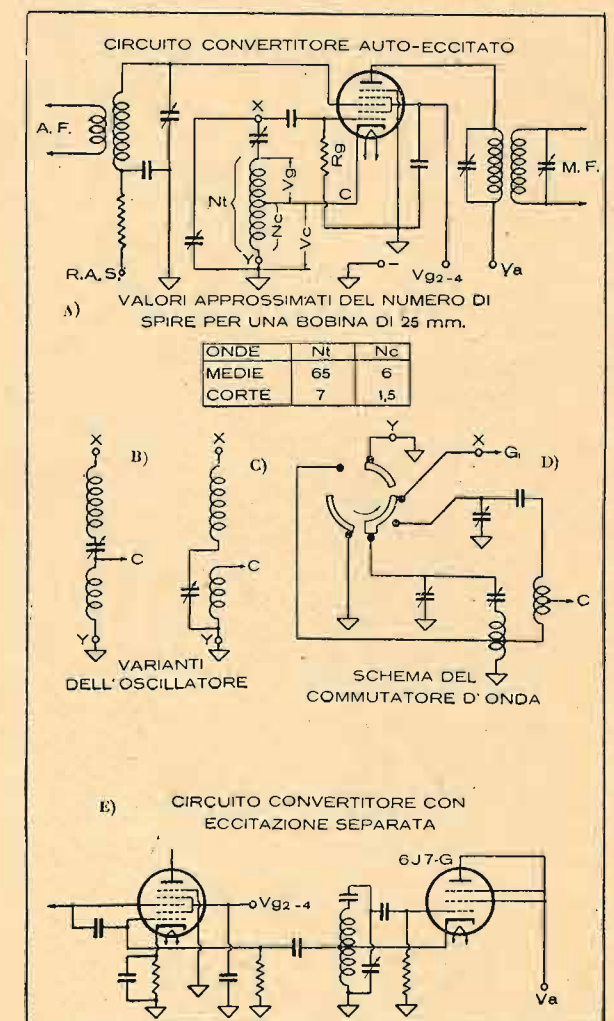 CIRCUITO CONVERTITORE AUTO-ECCITATO
A. F.
X
Rg
M. F.
Nt
Vg
C
Nc
Vc
Y
R.A.S.
-
Vg2-4
Va
A)
VALORI APPROSSIMATI DEL NUMERO DI
SPIRE PER UNA BOBINA DI 25 mm.
ONDE Nt Nc
MEDIE 65 6
CORTE 7 1,5
B)
X
C
Y
C)
X
C
Y
VARIANTI
DELL'OSCILLATORE
D)
Y
X
G1
C
SCHEMA DEL
COMMUTATORE D'ONDA
E)
CIRCUITO CONVERTITORE CON
ECCITAZIONE SEPARATA
Vg2-4
6J7-G
Va